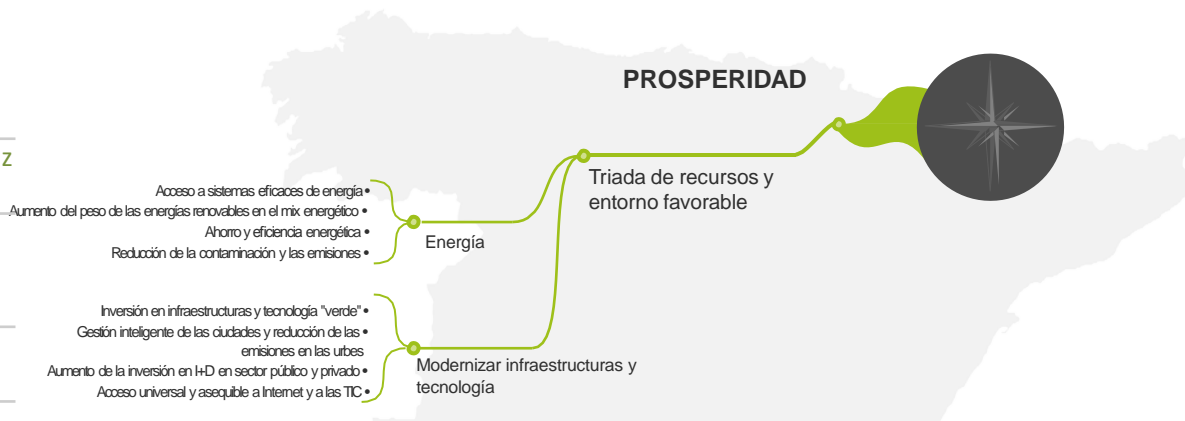 PROSPERIDAD
Z
Triada de recursos y
entorno favorable
Acceso a sistemas eficaces de energía •
Aumento del peso de las energías renovables en el mix energético •
Ahorro y eficiencia energética •
Reducción de la contaminación y las emisiones •
Energía
Inversión en infraestructuras y tecnología "verde" •
Gestión inteligente de las ciudades y reducción de las •
emisiones en las urbes
Aumento de la inversión en I+D en sector público y privado •
Acceso universal y asequible a Internet y a las TIC •
Modernizar infraestructuras y
tecnología